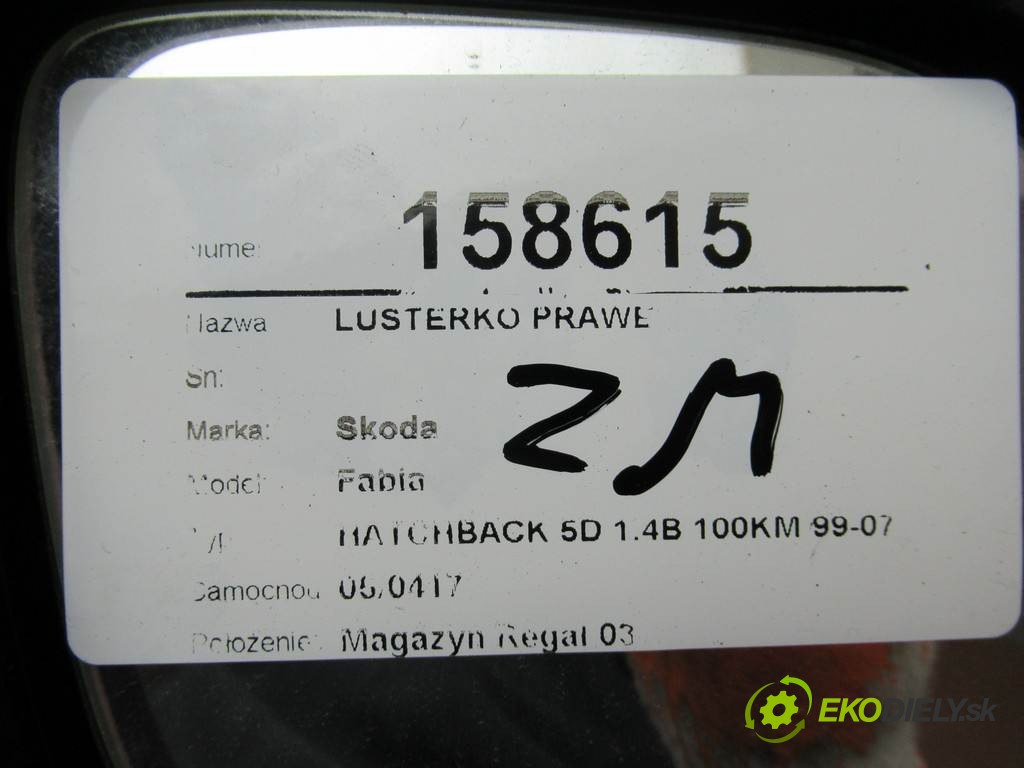 158615
Nazwa LUSTERKO PRAWE
Sn:
Marka: Skoda
ZM
Model: Fabia
HATCHBACK 5D 1.4B 100KM 99-07
Samochód 05/0417
Położenie: Magazyn Regał 03
EKODIELY.sk